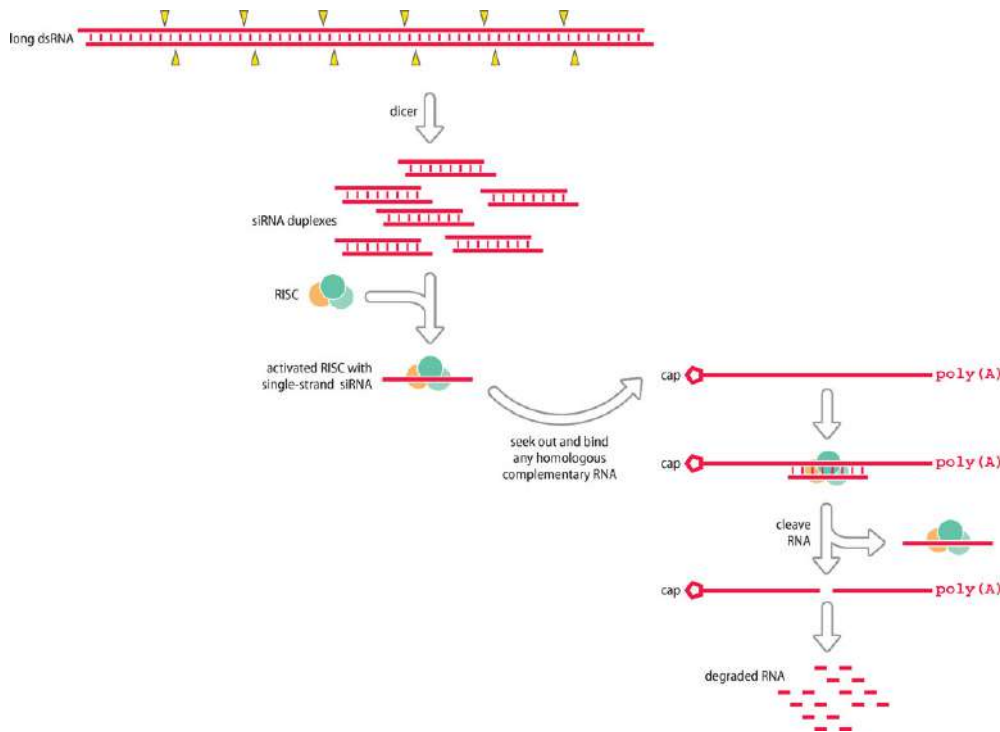 long dsRNA
dicer
siRNA duplexes
RISC
activated RISC with
single-strand siRNA
seek out and bind
any homologous
complementary RNA
cap
poly(A)
cap
poly(A)
cleave
RNA
cap
poly(A)
degraded RNA